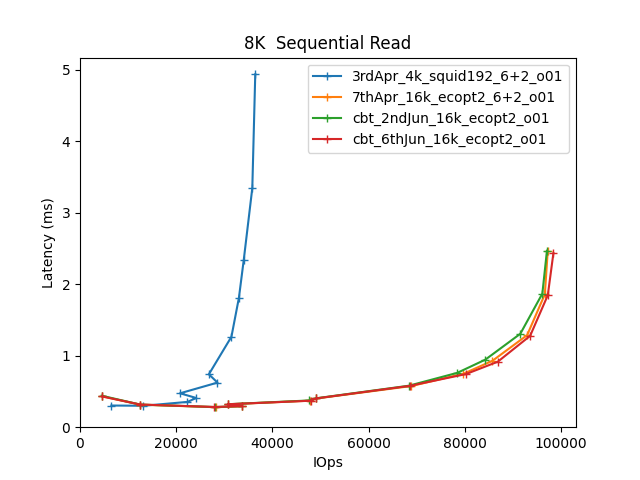 8K  Sequential Read
3rdApr_4k_squid192_6+2_o01
7thApr_16k_ecopt2_6+2_o01
cbt_2ndJun_16k_ecopt2_o01
cbt_6thJun_16k_ecopt2_o01
Latency (ms)
5
4
3
2
1
0
0 20000 40000 60000 80000 100000
IOps